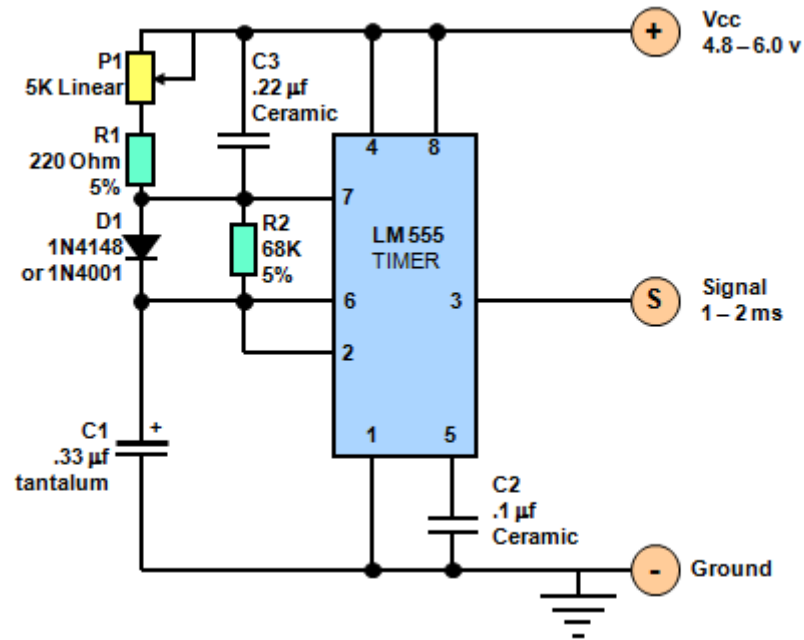 P1
5K Linear
R1
220 Ohm
5%
D1
1N4148
or 1N4001
C1
+
.33 µf
tantalum
C3
.22 µf
Ceramic
R2
68K
5%
4
8
7
LM 555
TIMER
6
3
2
1
5
C2
.1 µf
Ceramic
+
Vcc
4.8 – 6.0 v
S
Signal
1 – 2 ms
-
Ground